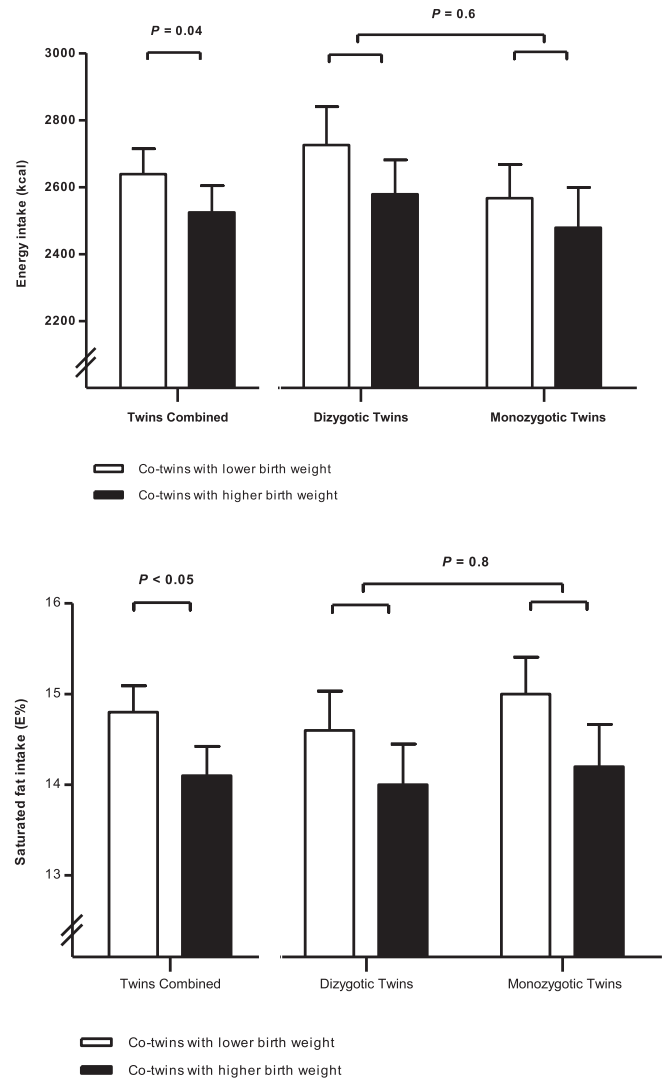 P = 0.6
P = 0.04
3000
2800
2600
2400
2200
Energy intake (kcal)
Twins Combined
Dizygotic Twins
Monozygotic Twins
Co-twins with lower birth weight
Co-twins with higher birth weight
P = 0.8
P < 0.05
16
15
14
13
Saturated fat intake (E%)
Twins Combined
Dizygotic Twins
Monozygotic Twins
Co-twins with lower birth weight
Co-twins with higher birth weight